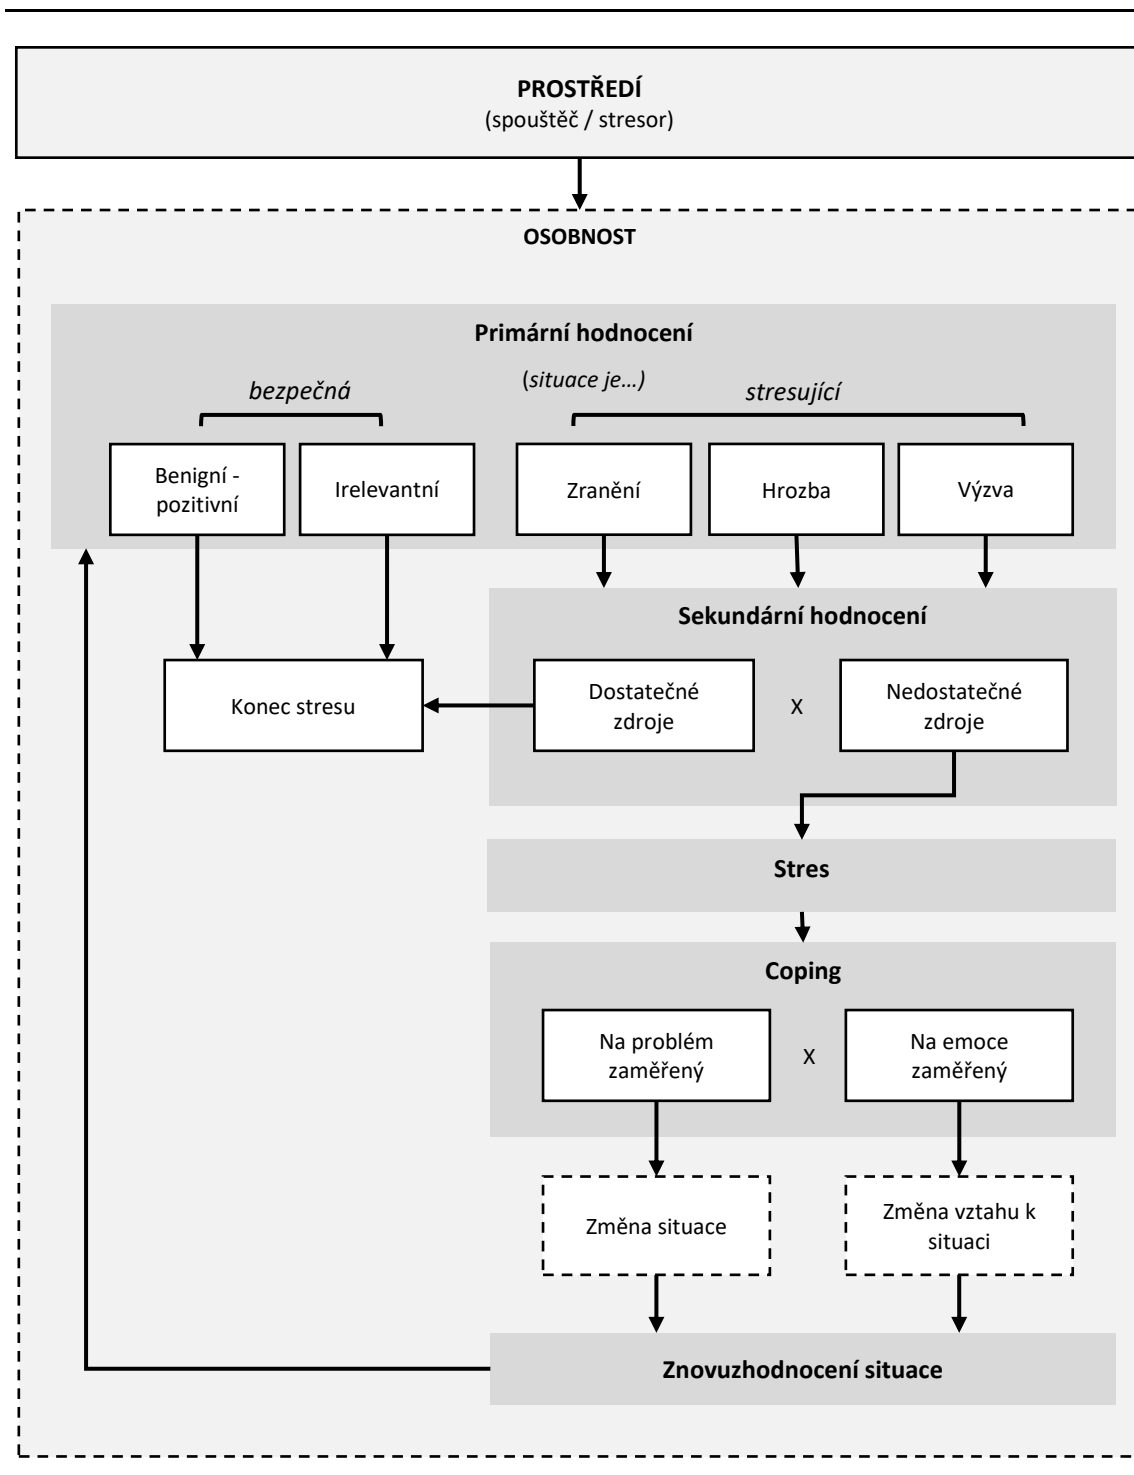 PROSTŘEDÍ
(spouštěč / stresor)
OSOBNOST
Primární hodnocení
(situace je...)
bezpečná
stresující
Benigní -
pozitivní
Irelevantní
Zranění
Hrozba
Výzva
Sekundární hodnocení
Konec stresu
Dostatečné
zdroje
X
Nedostatečné
zdroje
Stres
Coping
Na problém
zaměřený
X
Na emoce
zaměřený
Změna situace
Změna vztahu k
situaci
Znovuzhodnocení situace